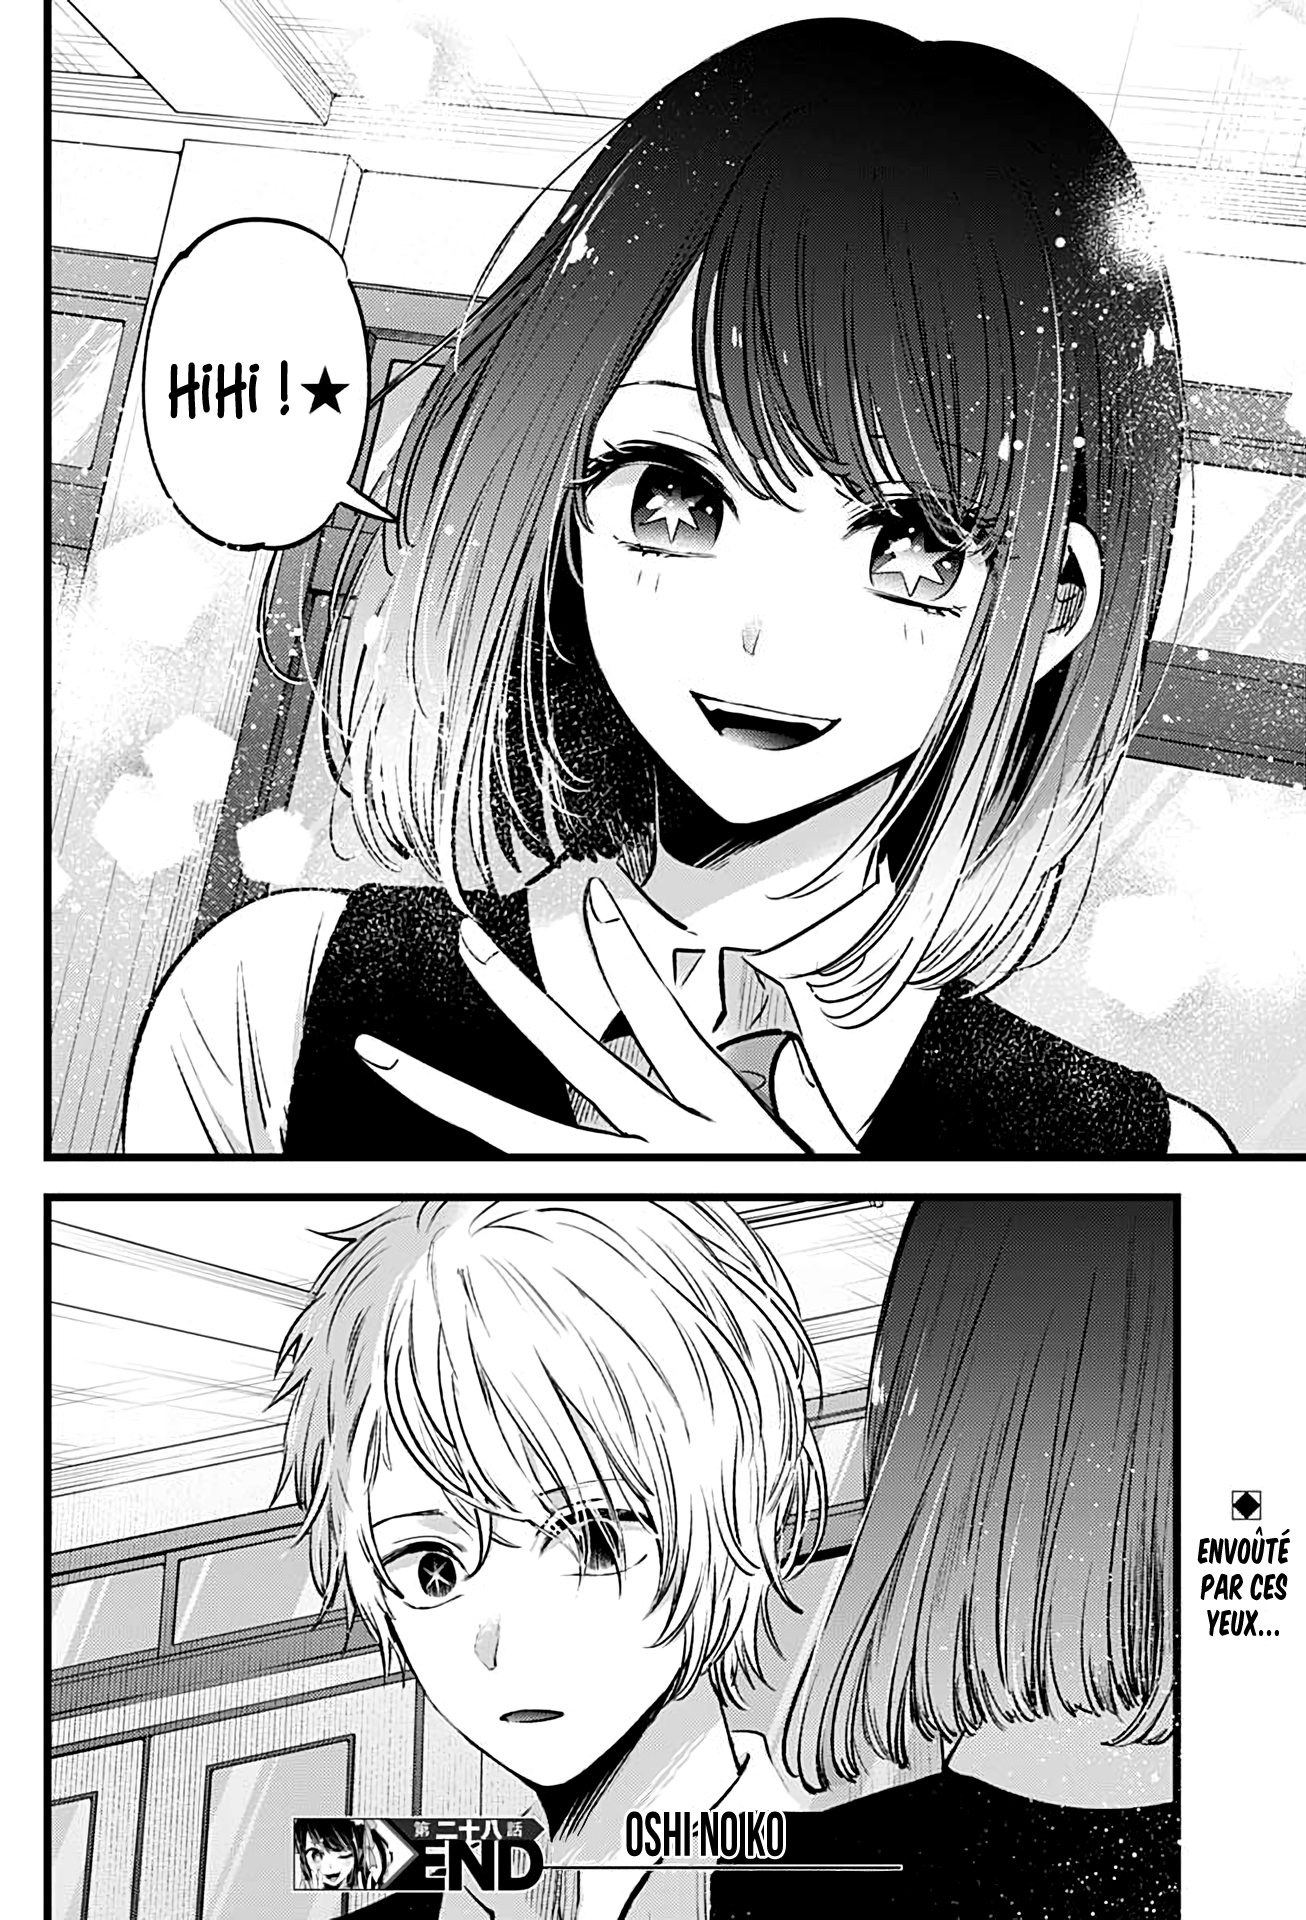 HiHi ! ★
ENVOÛTÉ
PAR CES
YEUX...
第二十八話
END
OSHI NO KO